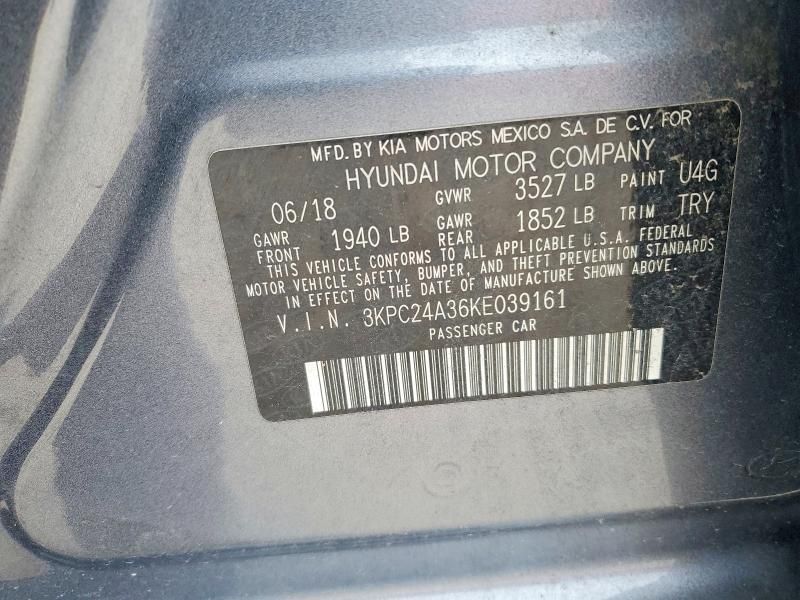 MFD. BY KIA MOTORS MEXICO S.A. DE C.V. FOR
HYUNDAI MOTOR COMPANY
06/18 GVWR 3527 LB PAINT U4G
GAWR FRONT 1940 LB GAWR REAR 1852 LB TRIM TRY
THIS VEHICLE CONFORMS TO ALL APPLICABLE U.S.A. FEDERAL
MOTOR VEHICLE SAFETY, BUMPER, AND THEFT PREVENTION STANDARDS
IN EFFECT ON THE DATE OF MANUFACTURE SHOWN ABOVE.
V.I.N. 3KPC24A36KE039161
PASSENGER CAR